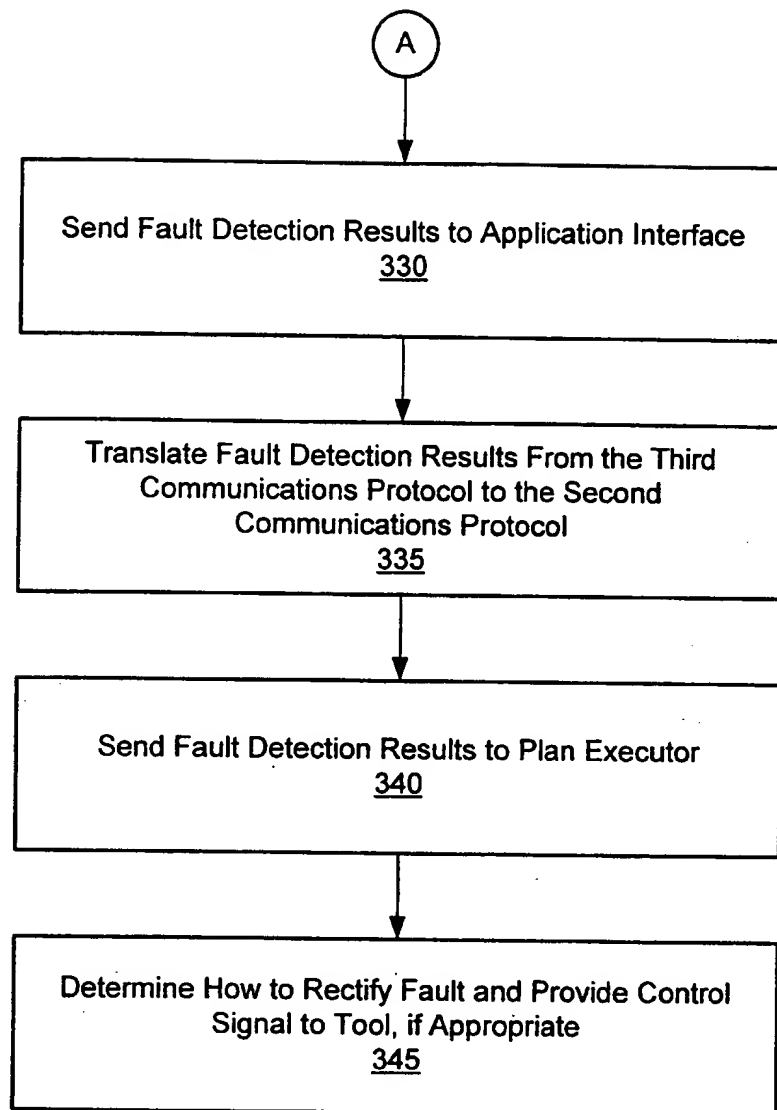 A
Send Fault Detection Results to Application Interface
330
Translate Fault Detection Results From the Third
Communications Protocol to the Second
Communications Protocol
335
Send Fault Detection Results to Plan Executor
340
Determine How to Rectify Fault and Provide Control
Signal to Tool, if Appropriate
345